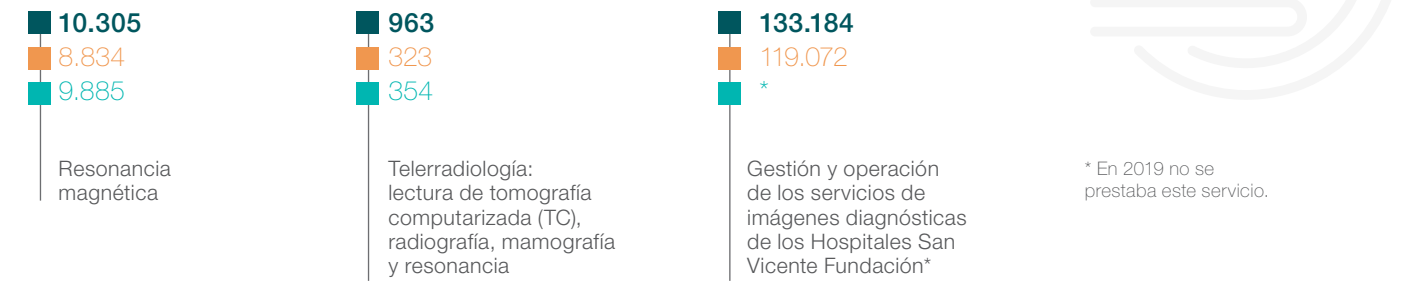 10.305
8.834
9.885
Resonancia
magnética
963
323
354
Telerradiología:
lectura de tomografía
computarizada (TC),
radiografía, mamografía
y resonancia
133.184
119.072
*
Gestión y operación
de los servicios de
imágenes diagnósticas
de los Hospitales San
Vicente Fundación*
* En 2019 no se
prestaba este servicio.